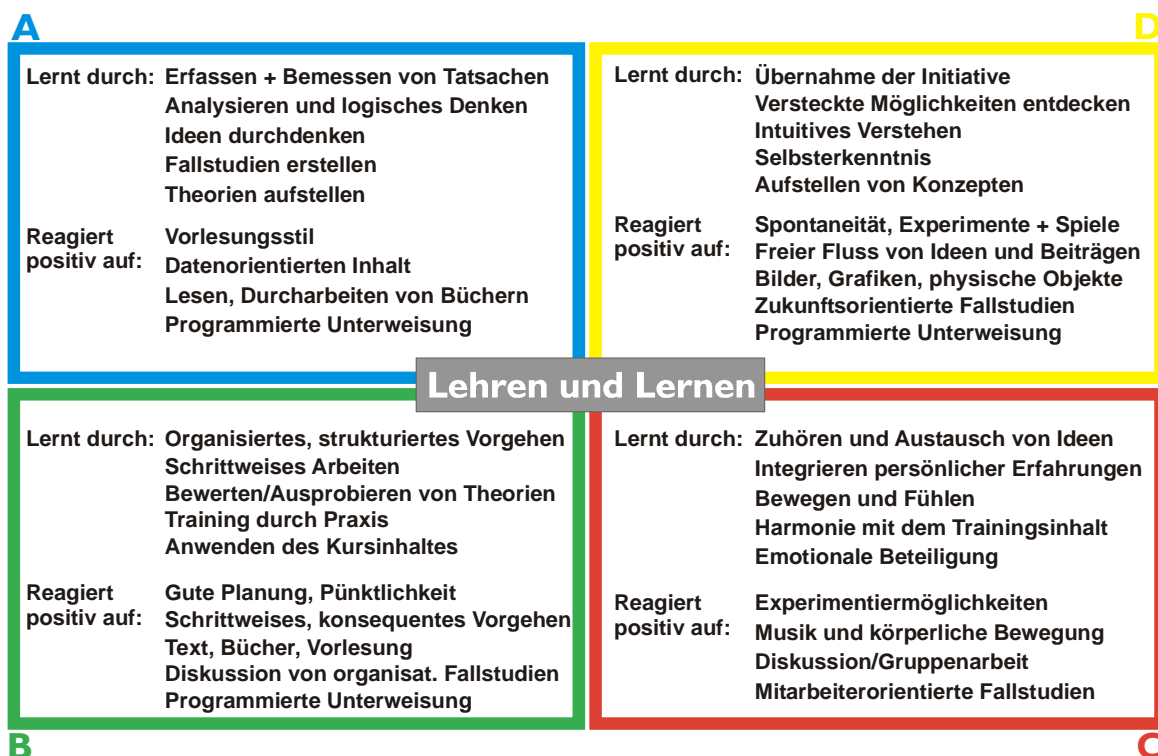 A
Lernt durch: Erfassen + Bemessen von Tatsachen
Analysieren und logisches Denken
Ideen durchdenken
Fallstudien erstellen
Theorien aufstellen
Reagiert positiv auf: Vorlesungsstil
Datenorientierten Inhalt
Lesen, Durcharbeiten von Büchern
Programmierte Unterweisung
D
Lernt durch: Übernahme der Initiative
Versteckte Möglichkeiten entdecken
Intuitives Verstehen
Selbsterkenntnis
Aufstellen von Konzepten
Reagiert positiv auf: Spontaneität, Experimente + Spiele
Freier Fluss von Ideen und Beiträgen
Bilder, Grafiken, physische Objekte
Zukunftsorientierte Fallstudien
Programmierte Unterweisung
Lehren und Lernen
Lernt durch: Organisiertes, strukturiertes Vorgehen
Schrittweises Arbeiten
Bewerten/Ausprobieren von Theorien
Training durch Praxis
Anwenden des Kursinhaltes
Reagiert positiv auf: Gute Planung, Pünktlichkeit
Schrittweises, konsequentes Vorgehen
Text, Bücher, Vorlesung
Diskussion von organisat. Fallstudien
Programmierte Unterweisung
B
Lernt durch: Zuhören und Austausch von Ideen
Integrieren persönlicher Erfahrungen
Bewegen und Fühlen
Harmonie mit dem Trainingsinhalt
Emotionale Beteiligung
Reagiert positiv auf: Experimentiermöglichkeiten
Musik und körperliche Bewegung
Diskussion/Gruppenarbeit
Mitarbeiterorientierte Fallstudien
C